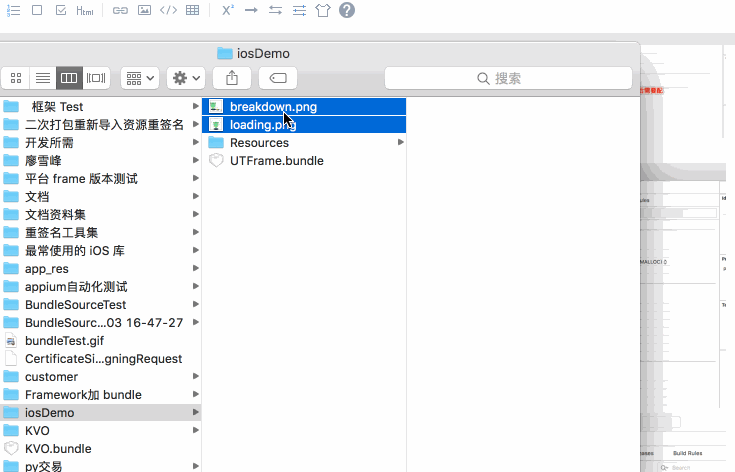 Html
iosDemo
搜索
框架 Test
breakdown.png
二次打包重新导入资源重签名
loading.png
开发所需
Resources
廖雪峰
UTFrame.bundle
平台 frame 版本测试
文档
文档资料集
重签名工具集
最常使用的 iOS 库
app_res
appium自动化测试
BundleSourceTest
BundleSourc...03 16-47-27
bundleTest.gif
CertificateSi...gningRequest
customer
Framework加 bundle
iosDemo
KVO
KVO.bundle
py交易
Build Rules
Search